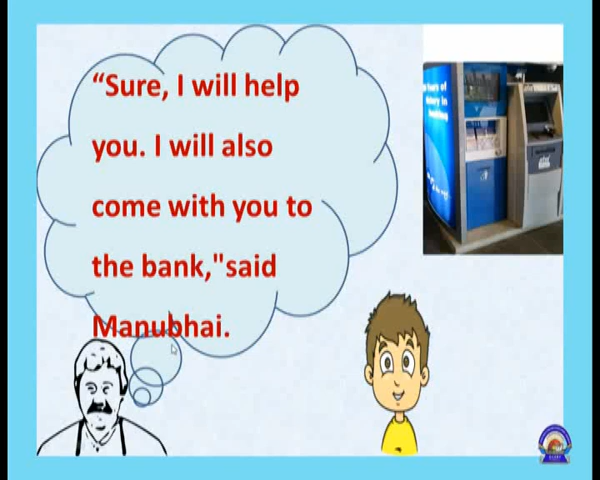 “Sure, I will help
you. I will also
come with you to
the bank,"said
Manubhai.